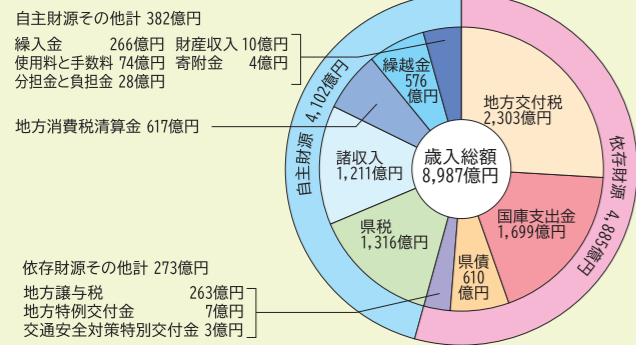 自主財源その他計 382億円
繰入金 266億円 財産収入 10億円
使用料と手数料 74億円 寄附金 4億円
分担金と負担金 28億円
地方消費税清算金 617億円
依存財源その他計 273億円
地方譲与税 263億円
地方特例交付金 7億円
交通安全対策特別交付金 3億円
自主財源 4,102億円
繰越金
576
億円
諸収入
1,211億円
県税
1,316億円
歳入総額
8,987億円
地方交付税
2,303億円
国庫支出金
1,699億円
県債
610
億円
依存財源 4,885億円